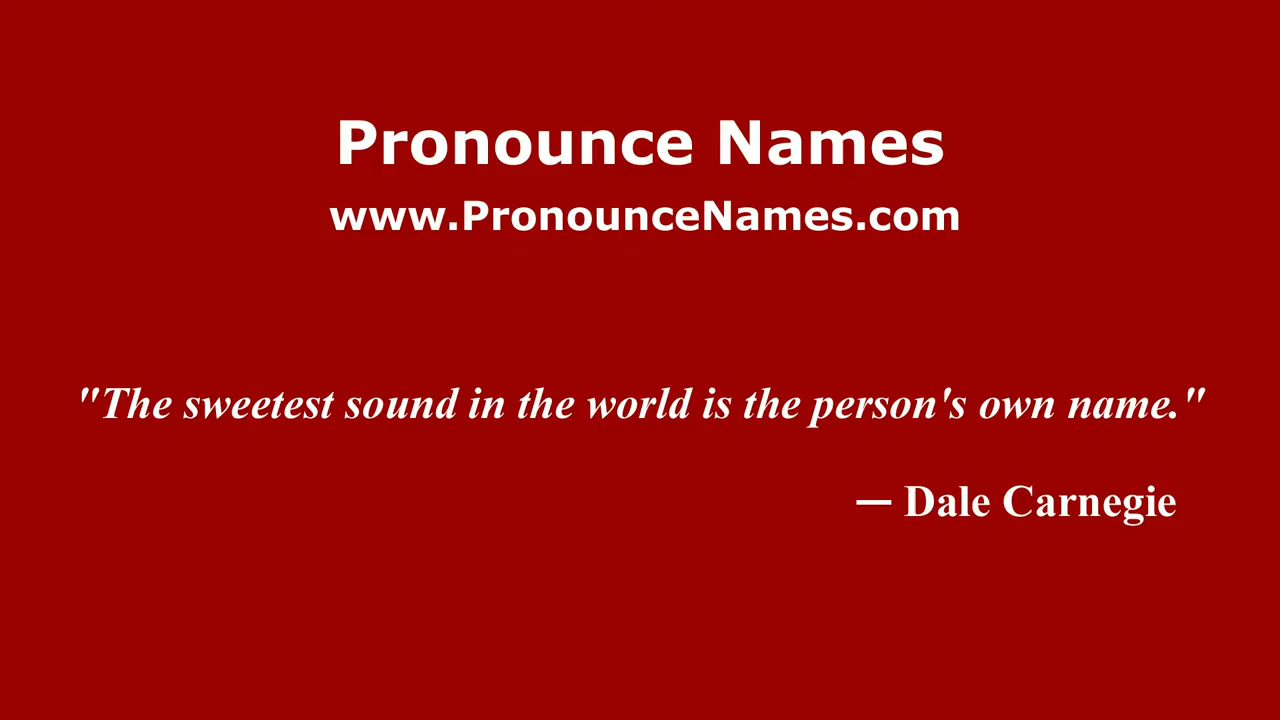 Pronounce Names
www.PronounceNames.com
"The sweetest sound in the world is the person's own name."
— Dale Carnegie